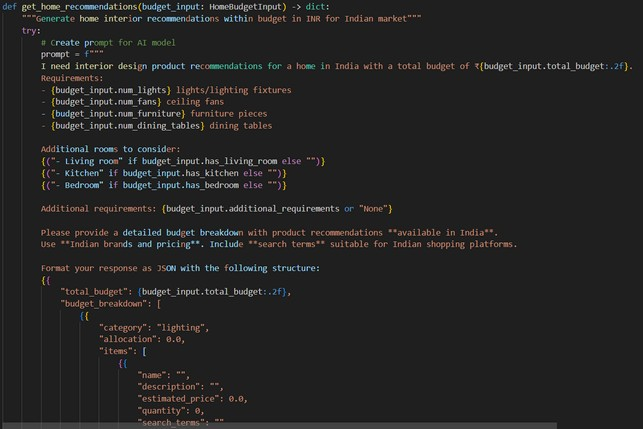 def get_home_recommendations(budget_input: HomeBudgetInput) -> dict:
"""Generate home interior recommendations within budget in INR for Indian market"""
try:
# Create prompt for AI model
prompt = f"""
I need interior design product recommendations for a home in India with a total budget of ₹{budget_input.total_budget:.2f}.
Requirements:
- {budget_input.num_lights} lights/lighting fixtures
- {budget_input.num_fans} ceiling fans
- {budget_input.num_furniture} furniture pieces
- {budget_input.num_dining_tables} dining tables
Additional rooms to consider:
{("- Living room" if budget_input.has_living_room else "")}
{("- Kitchen" if budget_input.has_kitchen else "")}
{("- Bedroom" if budget_input.has_bedroom else "")}
Additional requirements: {budget_input.additional_requirements or "None"}
Please provide a detailed budget breakdown with product recommendations **available in India**.
Use **Indian brands and pricing**. Include **search terms** suitable for Indian shopping platforms.
Format your response as JSON with the following structure:
{{
"total_budget": {budget_input.total_budget:.2f},
"budget_breakdown": [
{{
"category": "lighting",
"allocation": 0.0,
"items": [
{{
"name": "",
"description": "",
"estimated_price": 0.0,
"quantity": 0,
"search_terms": ""